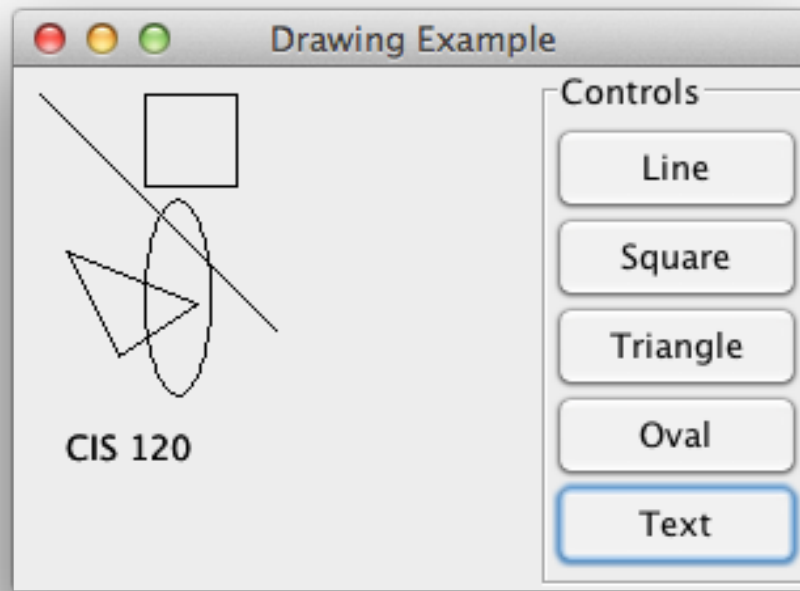 Drawing Example
Controls
Line
Square
Triangle
Oval
Text
CIS 120